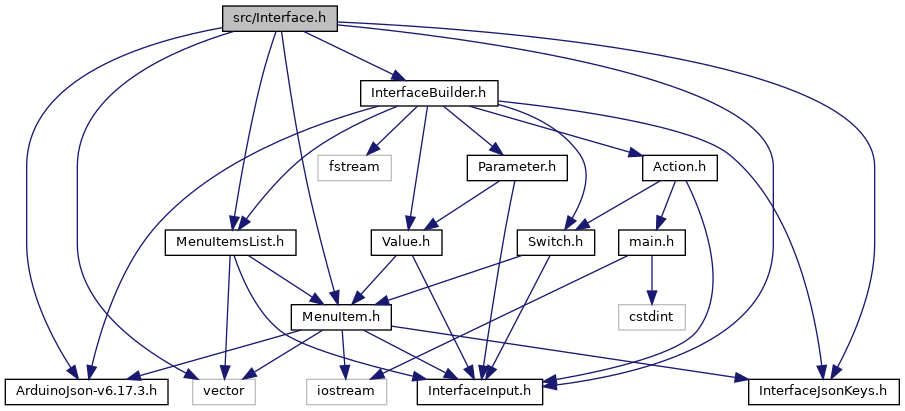 src/Interface.h
InterfaceBuilder.h
fstream
Parameter.h
Action.h
MenuItemsList.h
Value.h
Switch.h
main.h
MenuItem.h
cstdint
ArduinoJson-v6.17.3.h
vector
iostream
InterfaceInput.h
InterfaceJsonKeys.h